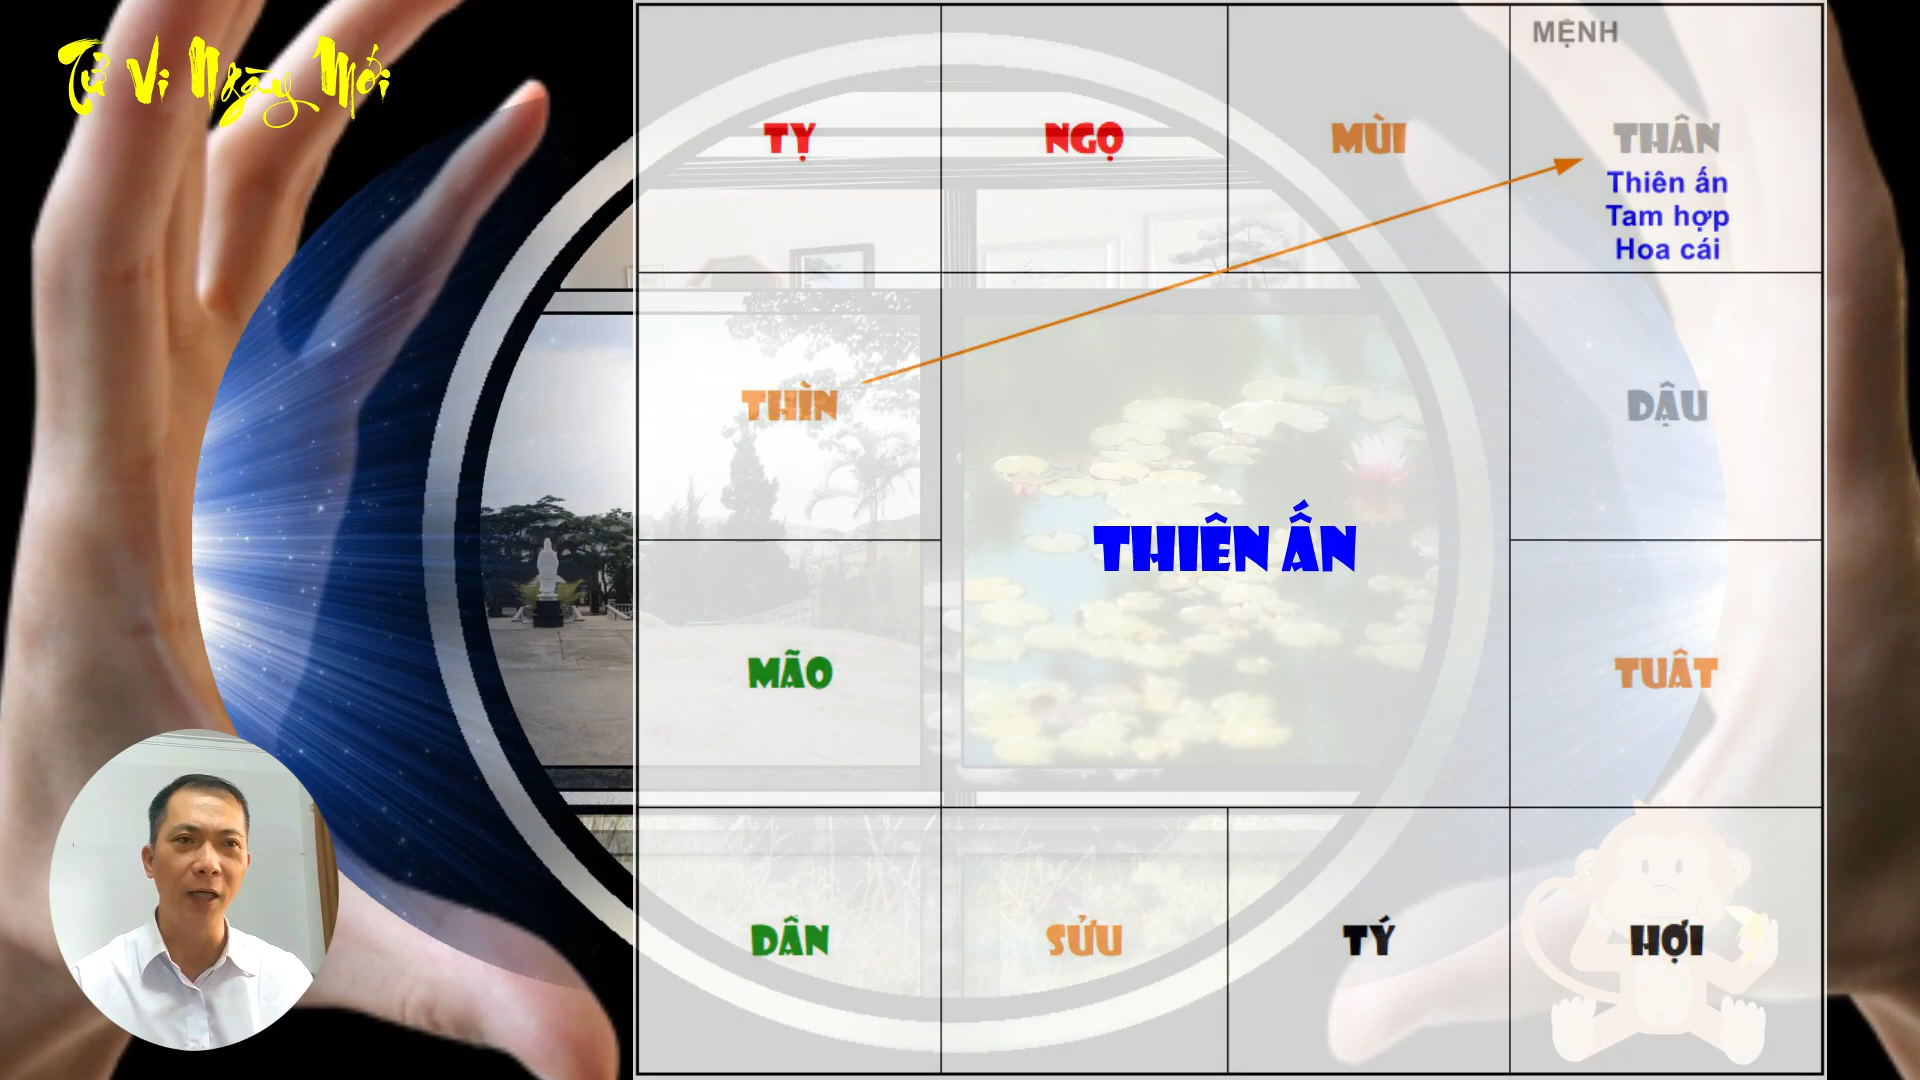 Tử Vi Ngày Mới
MỆNH
TỴ
NGỌ
MÙI
THÂN
Thiên ấn
Tam hợp
Hoa cái
THÌN
DẬU
THIÊN ẤN
MÃO
TUẤT
DẦN
SỬU
TÝ
HỢI